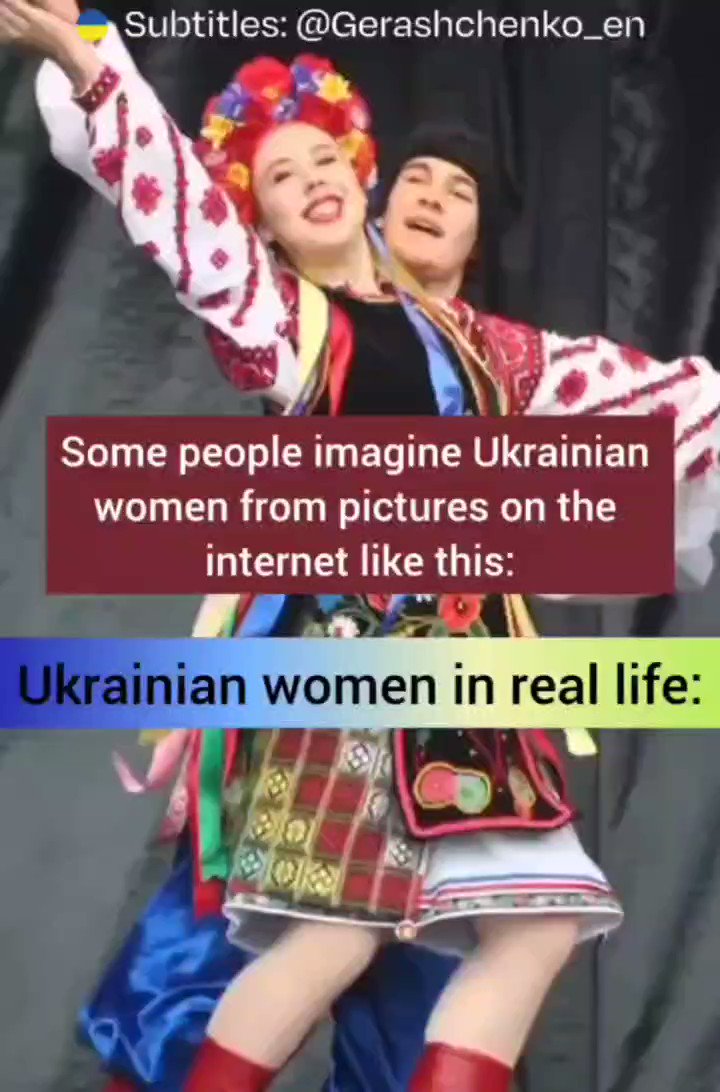 Subtitles: @Gerashchenko_en
Some people imagine Ukrainian
women from pictures on the
internet like this:
Ukrainian women in real life: